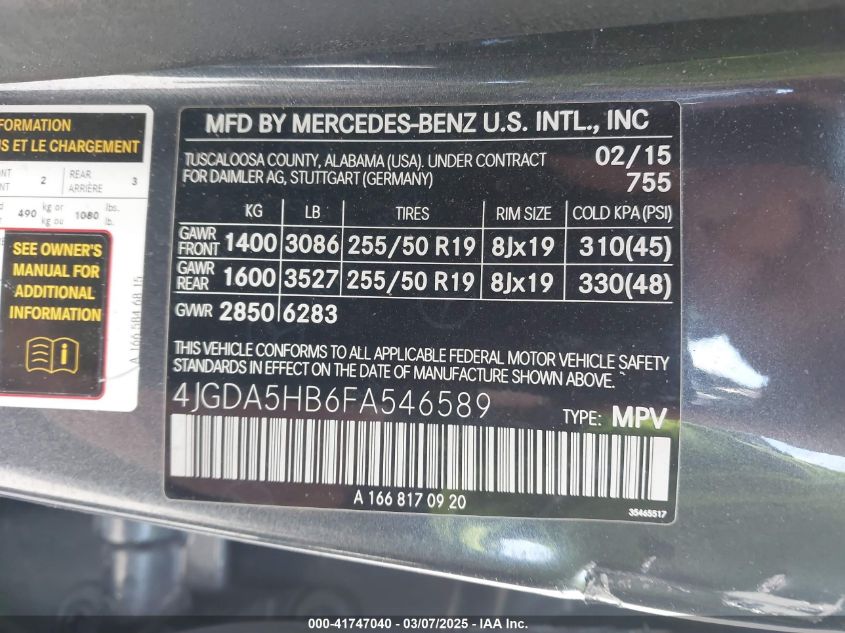 FORMATION
US ET LE CHARGEMENT
2 REAR ARRIÈRE 3
490 kg or kg ou 1080 lbs. lb.
SEE OWNER'S
MANUAL FOR
ADDITIONAL
INFORMATION
A 166 584 68 15
MFD BY MERCEDES-BENZ U.S. INTL., INC
TUSCALOOSA COUNTY, ALABAMA (USA). UNDER CONTRACT 02/15
FOR DAIMLER AG, STUTTGART (GERMANY) 755
KG LB TIRES RIM SIZE COLD KPA(PSI)
GAWR FRONT 1400 3086 255/50 R19 8Jx19 310(45)
GAWR REAR 1600 3527 255/50 R19 8Jx19 330(48)
GVWR 2850 6283
THIS VEHICLE CONFORMS TO ALL APPLICABLE FEDERAL MOTOR VEHICLE SAFETY
STANDARDS IN EFFECT ON THE DATE OF MANUFACTURE SHOWN ABOVE.
4JGDA5HB6FA546589 TYPE: MPV
A 166 817 09 20
35465517
000-41747040 — 03/07/2025 — IAA Inc.